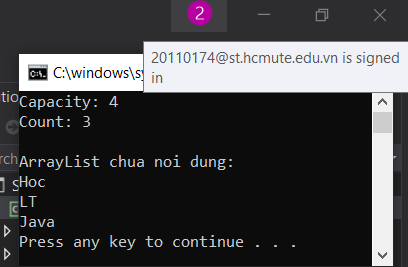 2
20110174@st.hcmute.edu.vn is signed
in
C:\windows\sy
Capacity: 4
Count: 3
ArrayList chua noi dung:
Hoc
LT
Java
Press any key to continue . . .